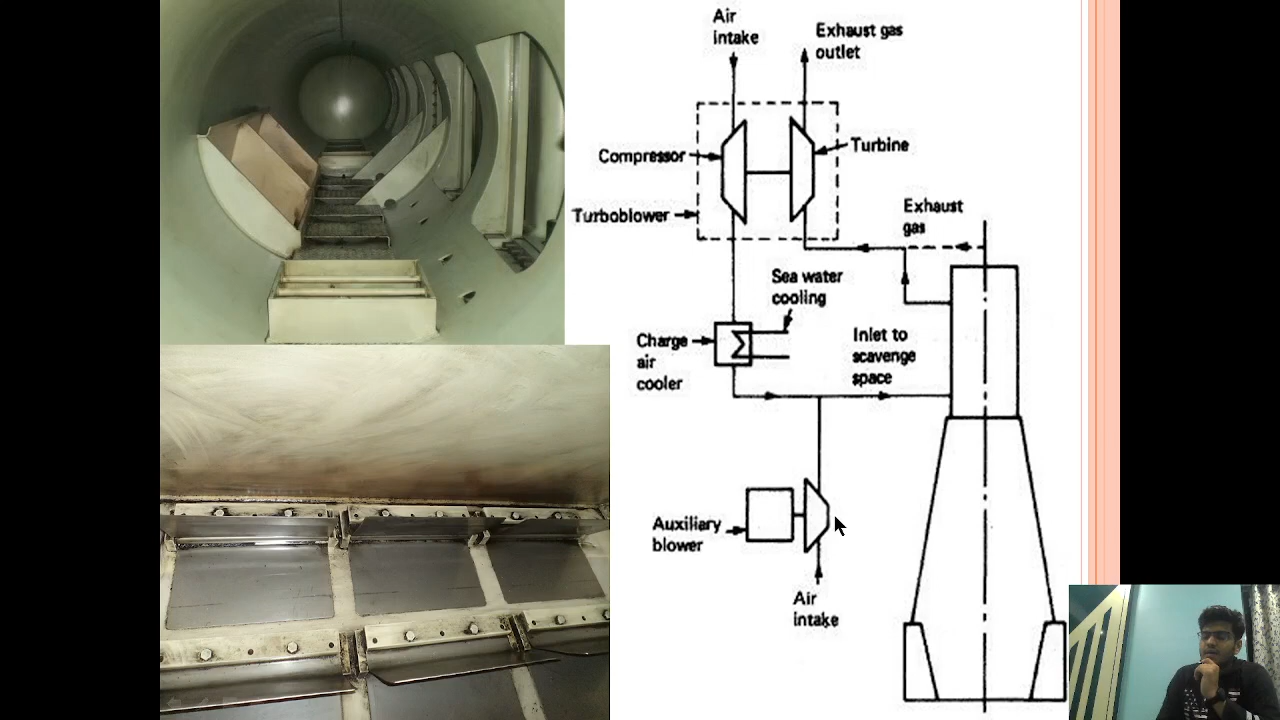 Air
intake
Exhaust gas
outlet
Compressor
Turbine
Turboblower
Exhaust
gas
Sea water
cooling
Charge
air
cooler
Inlet to
scavenge
space
Auxiliary
blower
Air
intake